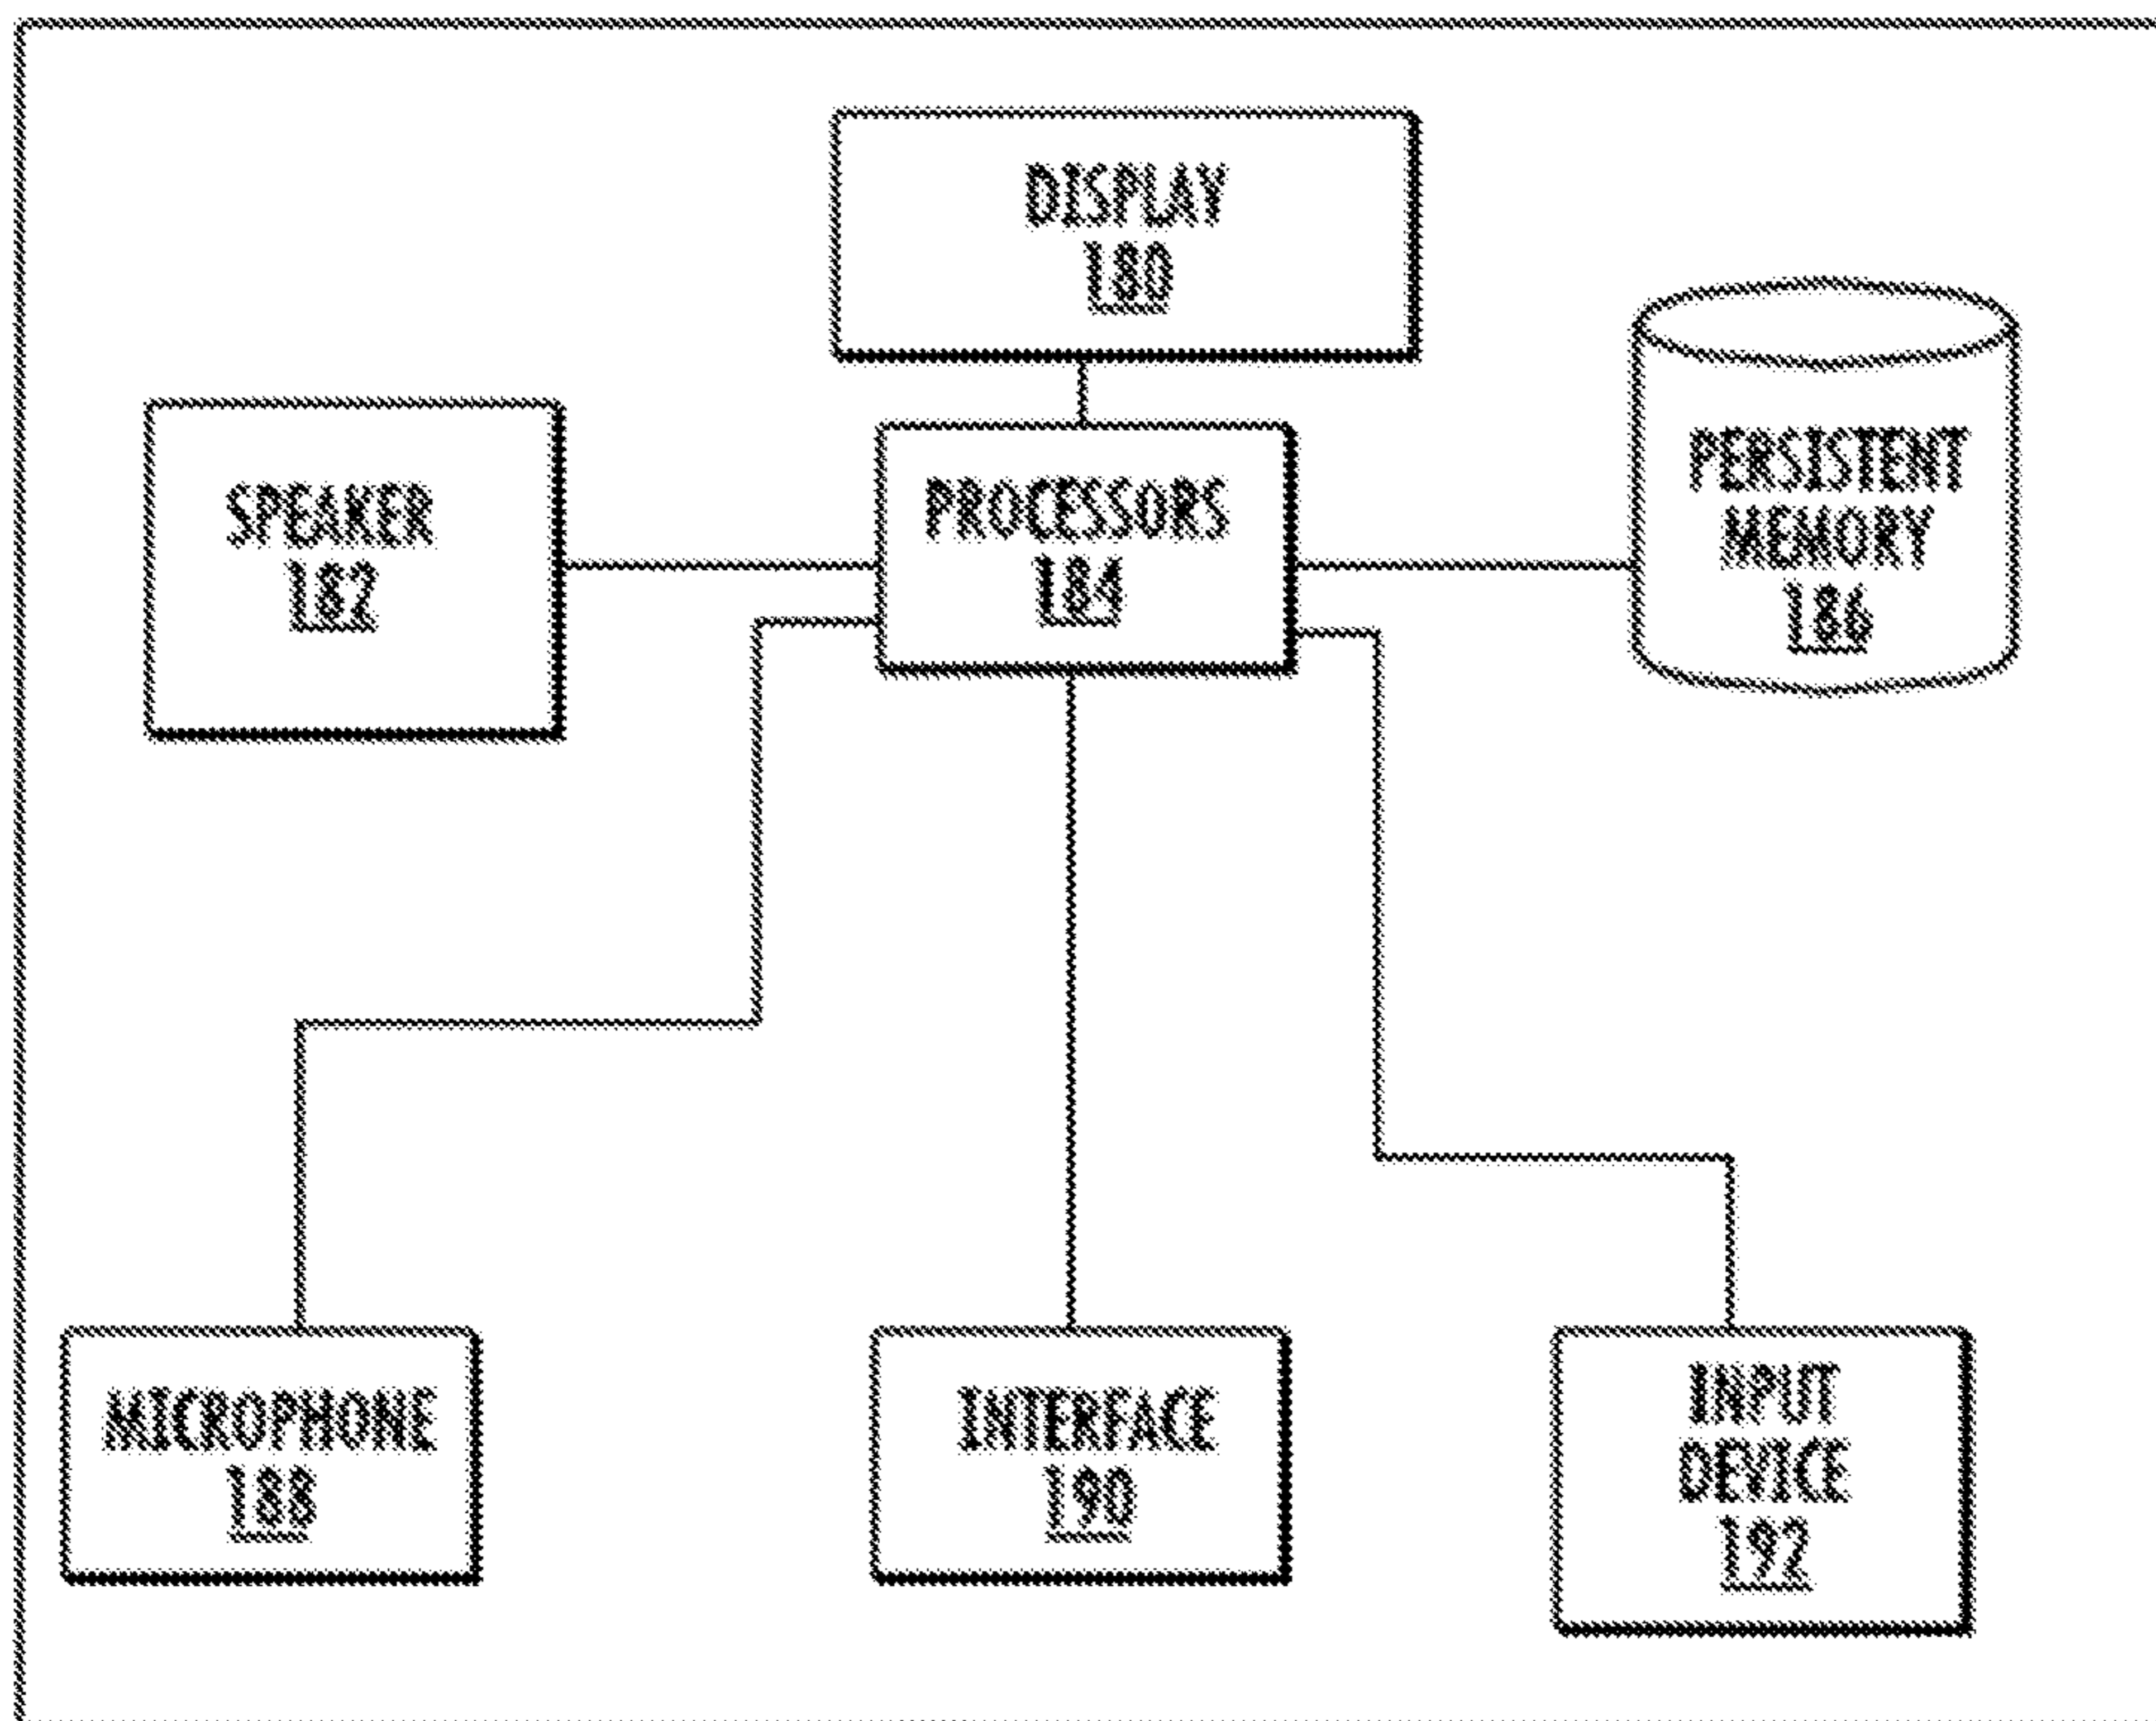 DISPLAY
180
SPEAKER
182
PROCESSORS
184
PERSISTENT
MEMORY
186
MICROPHONE
188
INTERFACE
190
INPUT
DEVICE
192